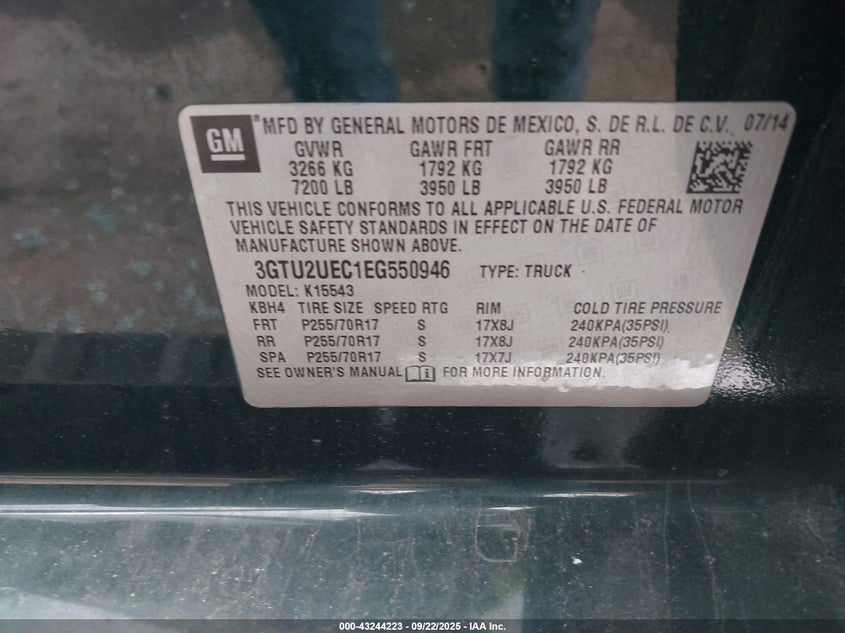 GM ® MFD BY GENERAL MOTORS DE MEXICO, S. DE R.L. DE C.V. 07/14
GVWR GAWR FRT GAWR RR
3266 KG 1792 KG 1792 KG
7200 LB 3950 LB 3950 LB
THIS VEHICLE CONFORMS TO ALL APPLICABLE U.S. FEDERAL MOTOR
VEHICLE SAFETY STANDARDS IN EFFECT ON THE DATE OF
MANUFACTURE SHOWN ABOVE.
3GTU2UEC1EG550946 TYPE: TRUCK
MODEL: K15543
KBH4 TIRE SIZE SPEED RTG RIM COLD TIRE PRESSURE
FRT P255/70R17 S 17X8J 240KPA(35PSI)
RR P255/70R17 S 17X8J 240KPA(35PSI)
SPA P255/70R17 S 17X7J 240KPA(35PSI)
SEE OWNER'S MANUAL FOR MORE INFORMATION.
000-43244223 - 09/22/2025 - IAA Inc.